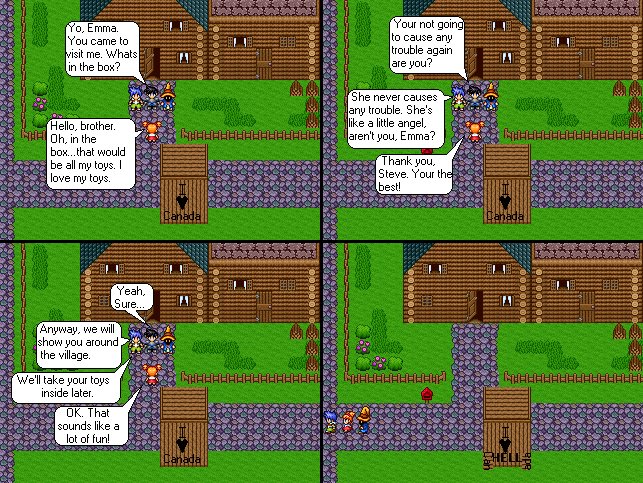 Yo, Emma.
You came to
visit me. Whats
in the box?
Hello, brother.
Oh, in the
box...that would
be all my toys. I
love my toys.
Canada
Your not going
to cause any
trouble again
are you?
She never causes
any trouble. She's
like a little angel,
aren't you, Emma?
Thank you,
Steve. Your the
best!
Canada
Yeah,
Sure...
Anyway, we will
show you around
the village.
We'll take your toys
inside later.
OK. That
sounds like a
lot of fun!
Canada
HELL